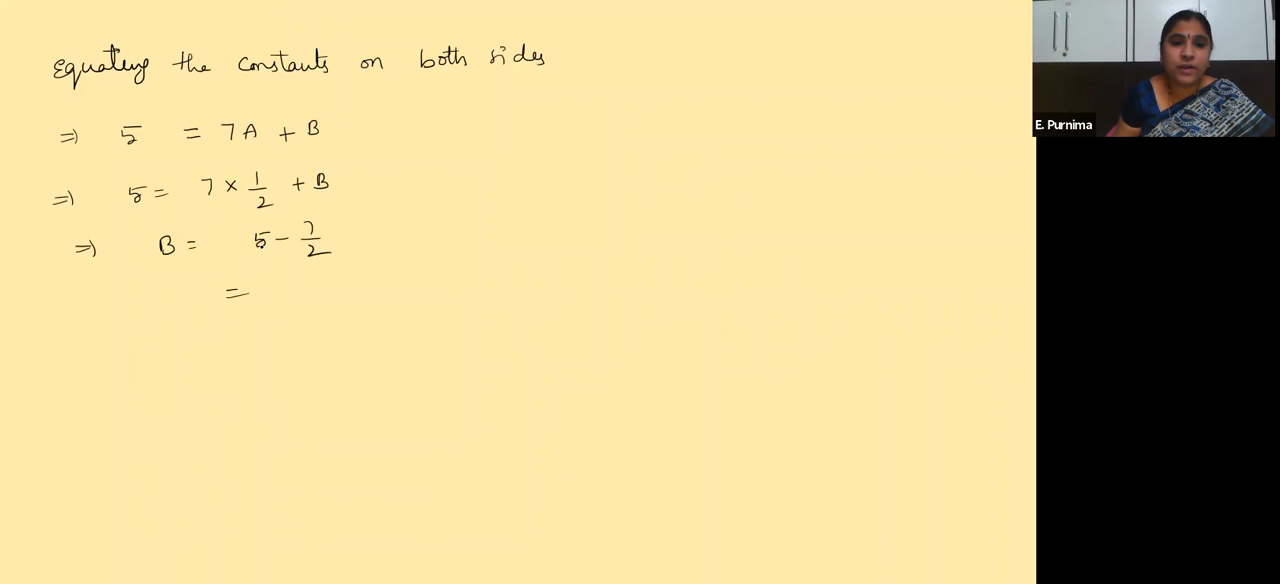 Equating the constants on both sides
⇒ 5 = 7A + B
⇒ 5 = 7 × 1/2 + B
⇒ B = 5 - 7/2
=
E. Purnima